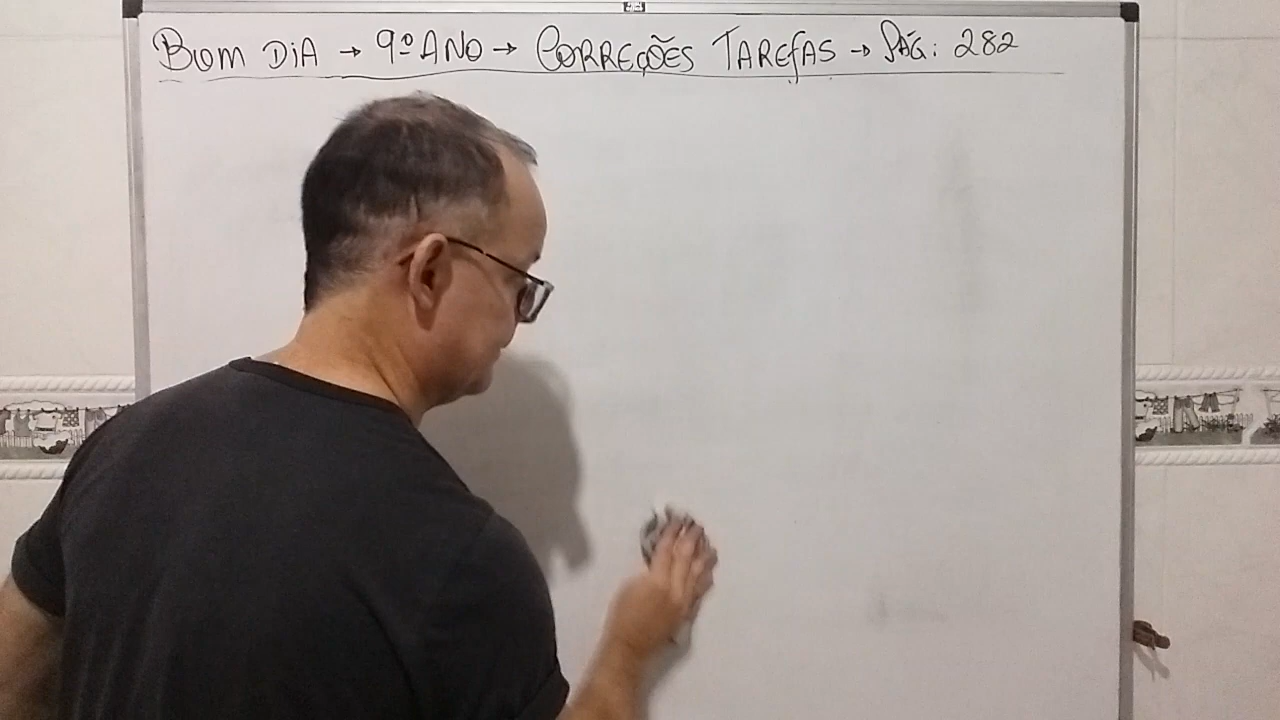 Bom DiA → 9º ANO → CORREÇÕES TAREfAS → PÁG: 282